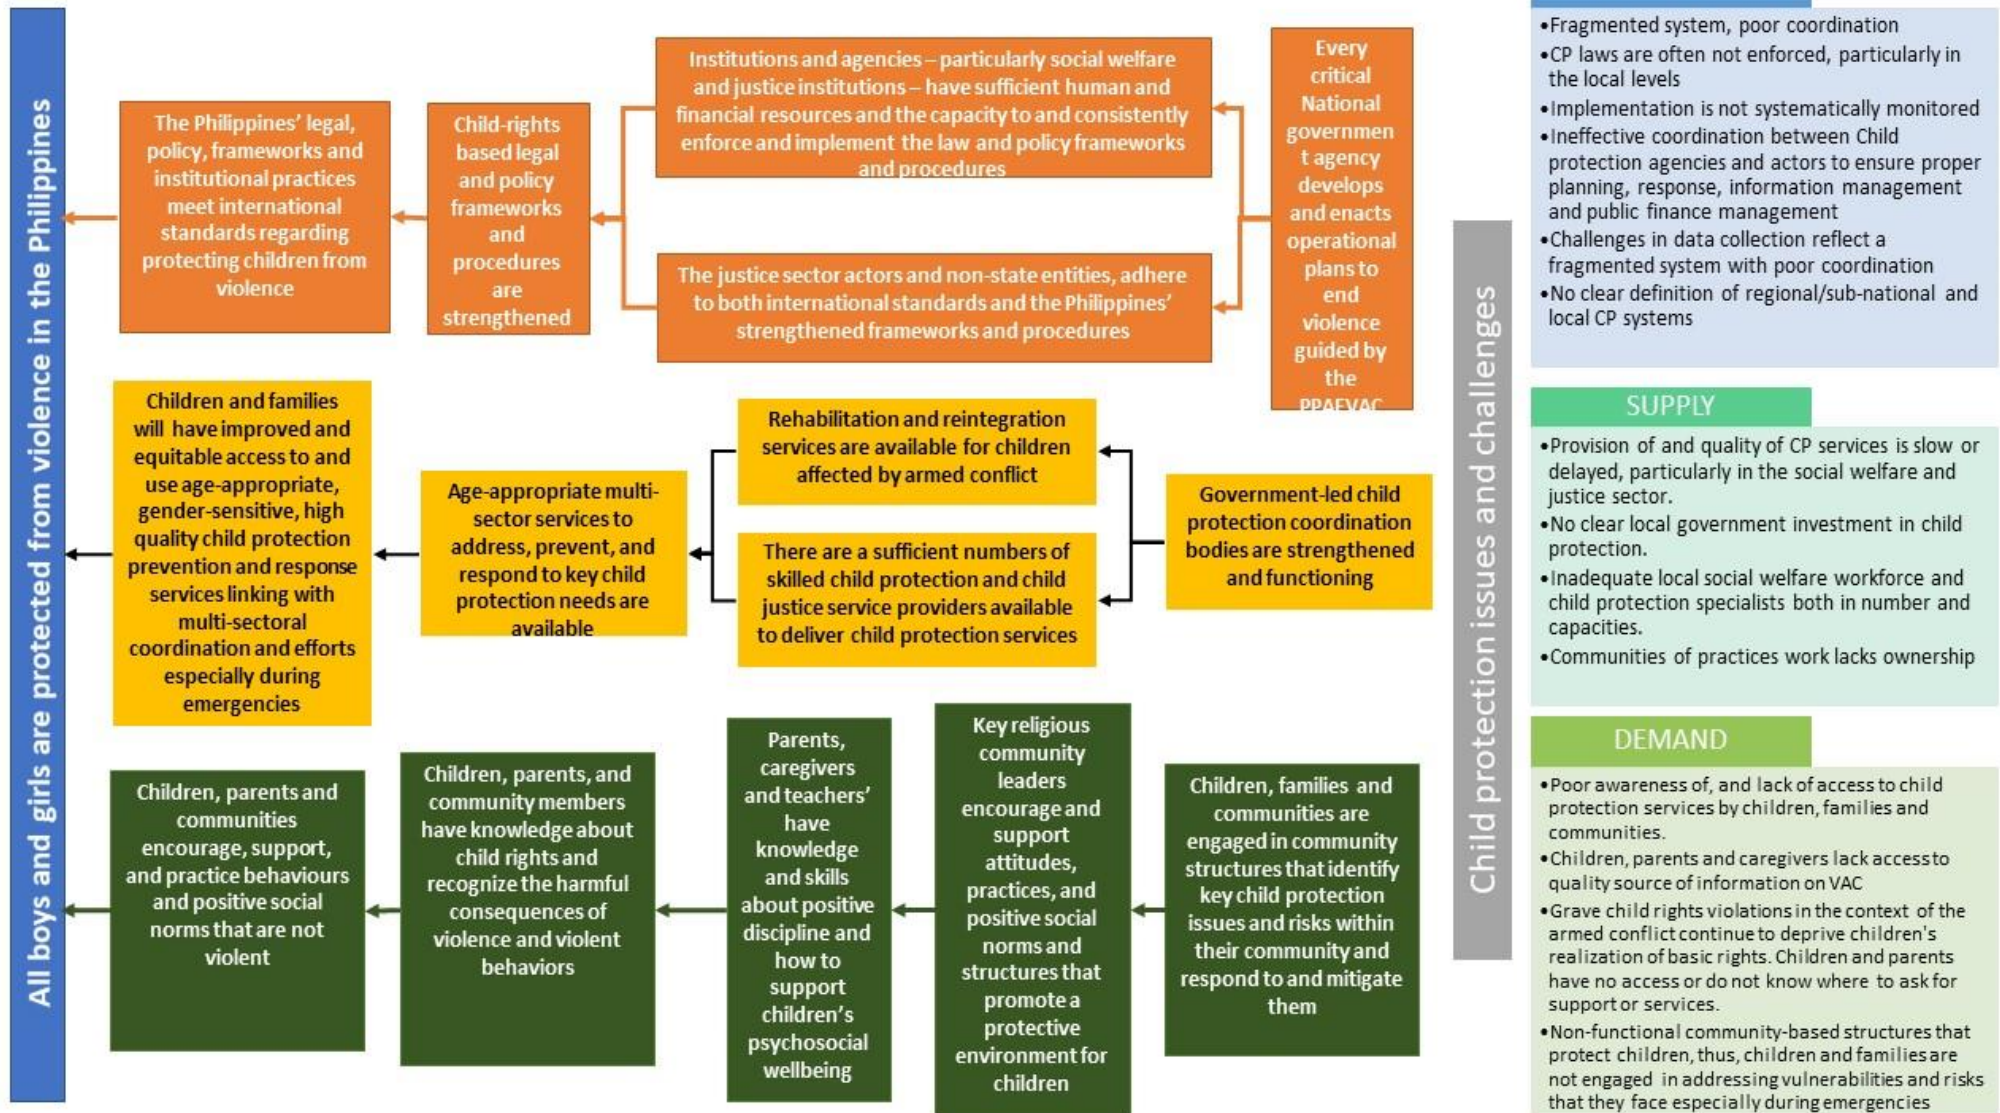 All boys and girls are protected from violence in the Philippines
The Philippines' legal,
policy, frameworks and
institutional practices
meet international
standards regarding
protecting children from
violence
Child-rights
based legal
and policy
frameworks
and
procedures
are
strengthened
Institutions and agencies – particularly social welfare
and justice institutions – have sufficient human and
financial resources and the capacity to and consistently
enforce and implement the law and policy frameworks
and procedures
The justice sector actors and non-state entities, adhere
to both international standards and the Philippines'
strengthened frameworks and procedures
Every
critical
National
governmen
t agency
develops
and enacts
operational
plans to
end
violence
guided by
the
PPAEVAC
Children and families
will have improved and
equitable access to and
use age-appropriate,
gender-sensitive, high
quality child protection
prevention and response
services linking with
multi-sectoral
coordination and efforts
especially during
emergencies
Age-appropriate multi-
sector services to
address, prevent, and
respond to key child
protection needs are
available
Rehabilitation and reintegration
services are available for children
affected by armed conflict
There are a sufficient numbers of
skilled child protection and child
justice service providers available
to deliver child protection services
Government-led child
protection coordination
bodies are strengthened
and functioning
Children, parents and
communities
encourage, support,
and practice behaviours
and positive social
norms that are not
violent
Children, parents, and
community members
have knowledge about
child rights and
recognize the harmful
consequences of
violence and violent
behaviors
Parents,
caregivers
and teachers'
have
knowledge
and skills
about positive
discipline and
how to
support
children's
psychosocial
wellbeing
Key religious
community
leaders
encourage and
support
attitudes,
practices, and
positive social
norms and
structures that
promote a
protective
environment for
children
Children, families and
communities are
engaged in community
structures that identify
key child protection
issues and risks within
their community and
respond to and mitigate
them
Child protection issues and challenges
•Fragmented system, poor coordination
•CP laws are often not enforced, particularly in
the local levels
•Implementation is not systematically monitored
•Ineffective coordination between Child
protection agencies and actors to ensure proper
planning, response, information management
and public finance management
•Challenges in data collection reflect a
fragmented system with poor coordination
•No clear definition of regional/sub-national and
local CP systems
SUPPLY
•Provision of and quality of CP services is slow or
delayed, particularly in the social welfare and
justice sector.
•No clear local government investment in child
protection.
•Inadequate local social welfare workforce and
child protection specialists both in number and
capacities.
•Communities of practices work lacks ownership
DEMAND
•Poor awareness of, and lack of access to child
protection services by children, families and
communities.
•Children, parents and caregivers lack access to
quality source of information on VAC
•Grave child rights violations in the context of the
armed conflict continue to deprive children's
realization of basic rights. Children and parents
have no access or do not know where to ask for
support or services.
•Non-functional community-based structures that
protect children, thus, children and families are
not engaged in addressing vulnerabilities and risks
that they face especially during emergencies